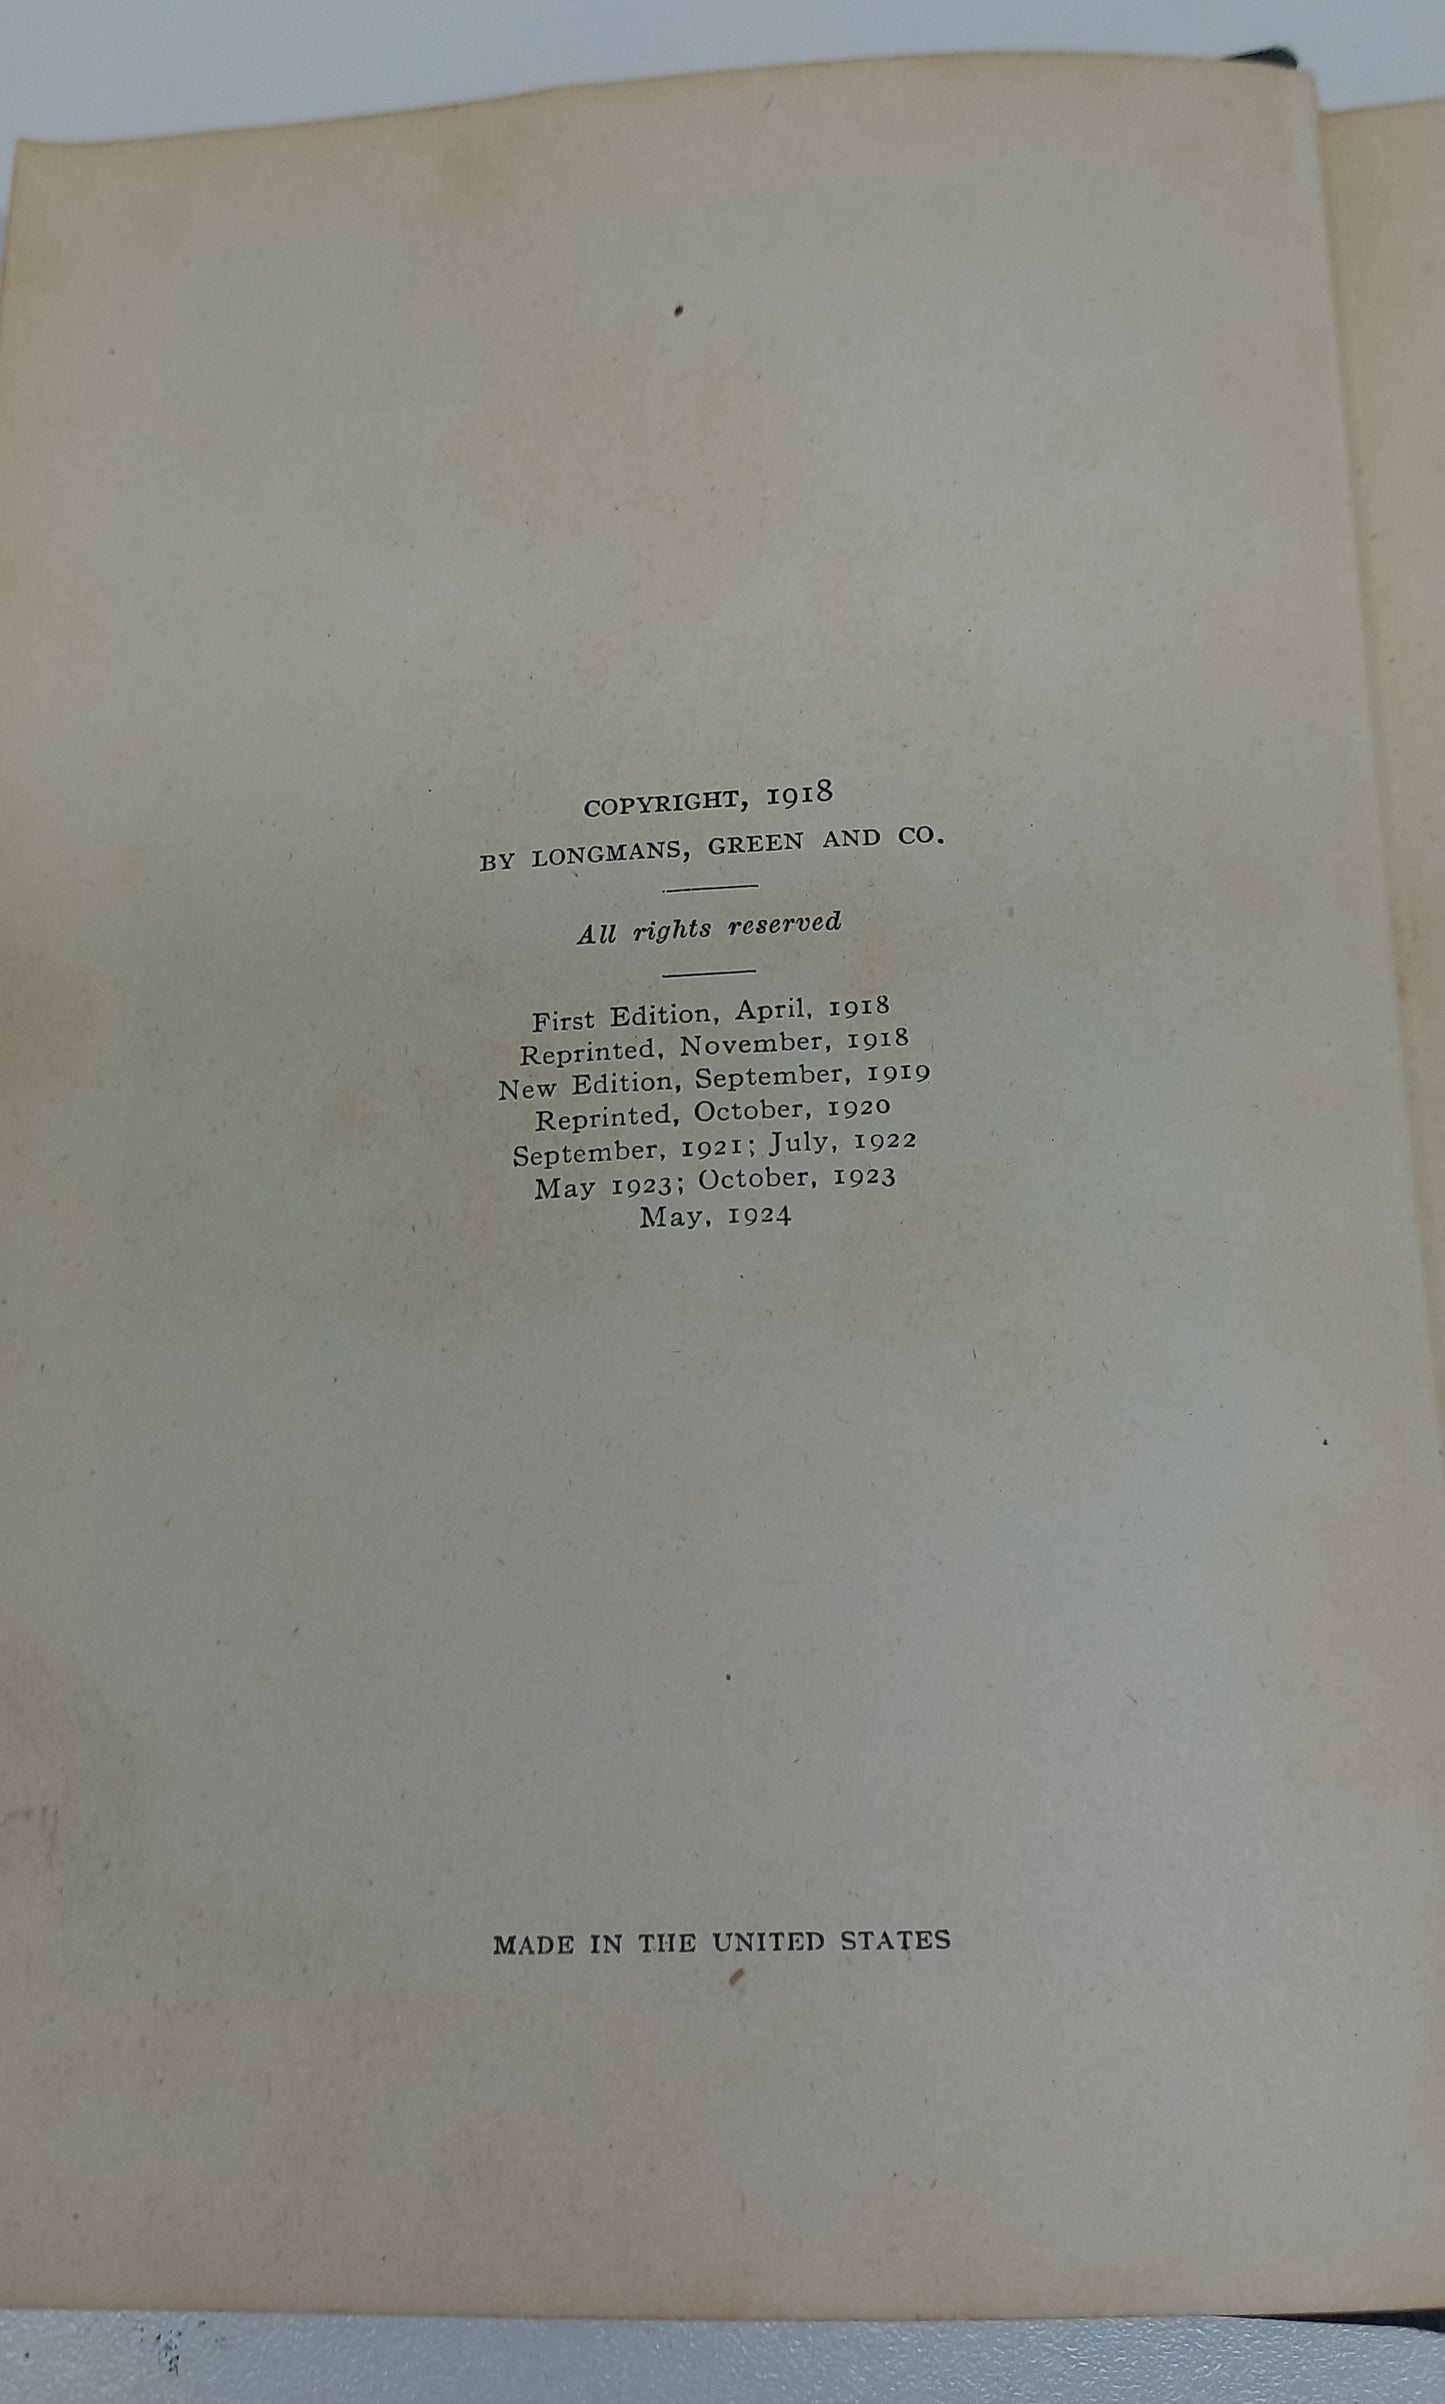 COPYRIGHT, 1918
BY LONGMANS, GREEN AND CO.
All rights reserved
First Edition, April, 1918
Reprinted, November, 1918
New Edition, September, 1919
Reprinted, October, 1920
September, 1921; July, 1922
May 1923; October, 1923
May, 1924
MADE IN THE UNITED STATES